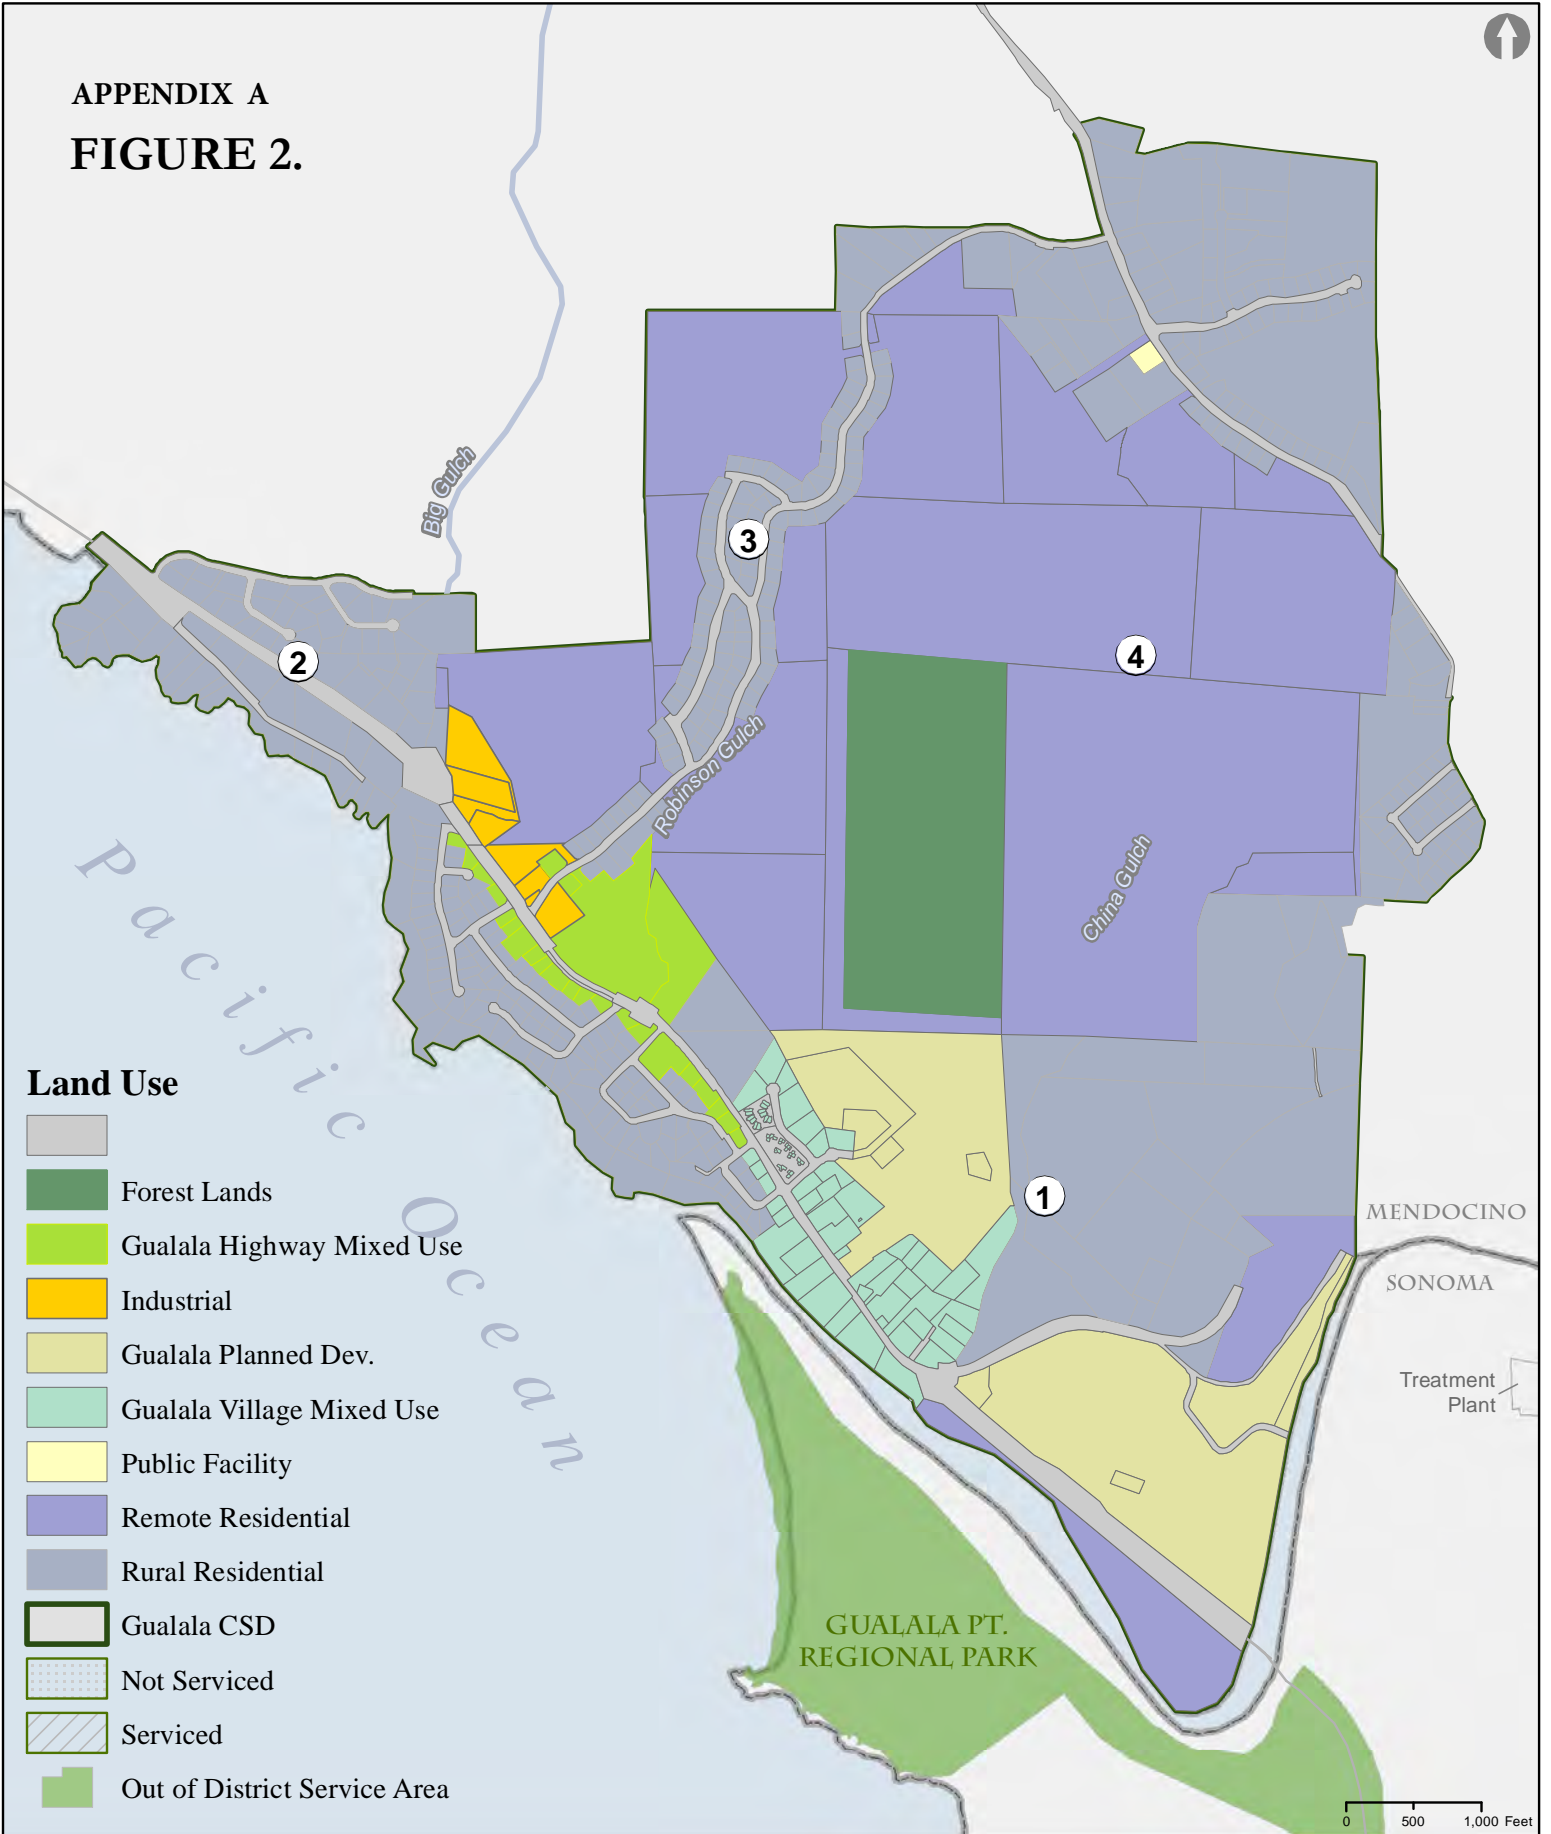 APPENDIX A
FIGURE 2.
Big Gulch
3
2
4
Robinson Gulch
China Gulch
Pacific Ocean
1
MENDOCINO
SONOMA
Treatment
Plant
GUALALA PT.
REGIONAL PARK
Land Use
Forest Lands
Gualala Highway Mixed Use
Industrial
Gualala Planned Dev.
Gualala Village Mixed Use
Public Facility
Remote Residential
Rural Residential
Gualala CSD
Not Serviced
Serviced
Out of District Service Area
0 500 1,000 Feet